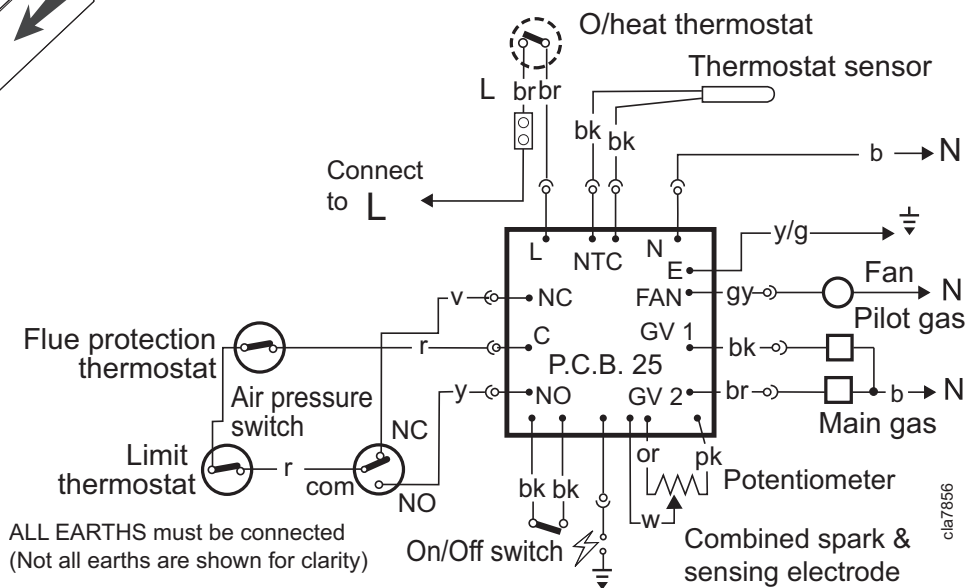 O/heat thermostat
Thermostat sensor
L br br
bk bk
b N
Connect
to L
y/g
L NTC N
E
Fan
v NC FAN gy N
Pilot gas
Flue protection
thermostat
r C GV 1 bk
P.C.B. 25
y NO GV 2 br b N
Air pressure
switch
NC
Main gas
Limit
thermostat
r com
NO
bk bk
or pk
w
Potentiometer
On/Off switch
Combined spark &
sensing electrode
ALL EARTHS must be connected
(Not all earths are shown for clarity)
cla7856